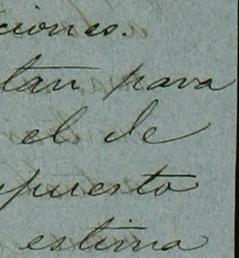 ciones.
tan para
el de
puesto
estima